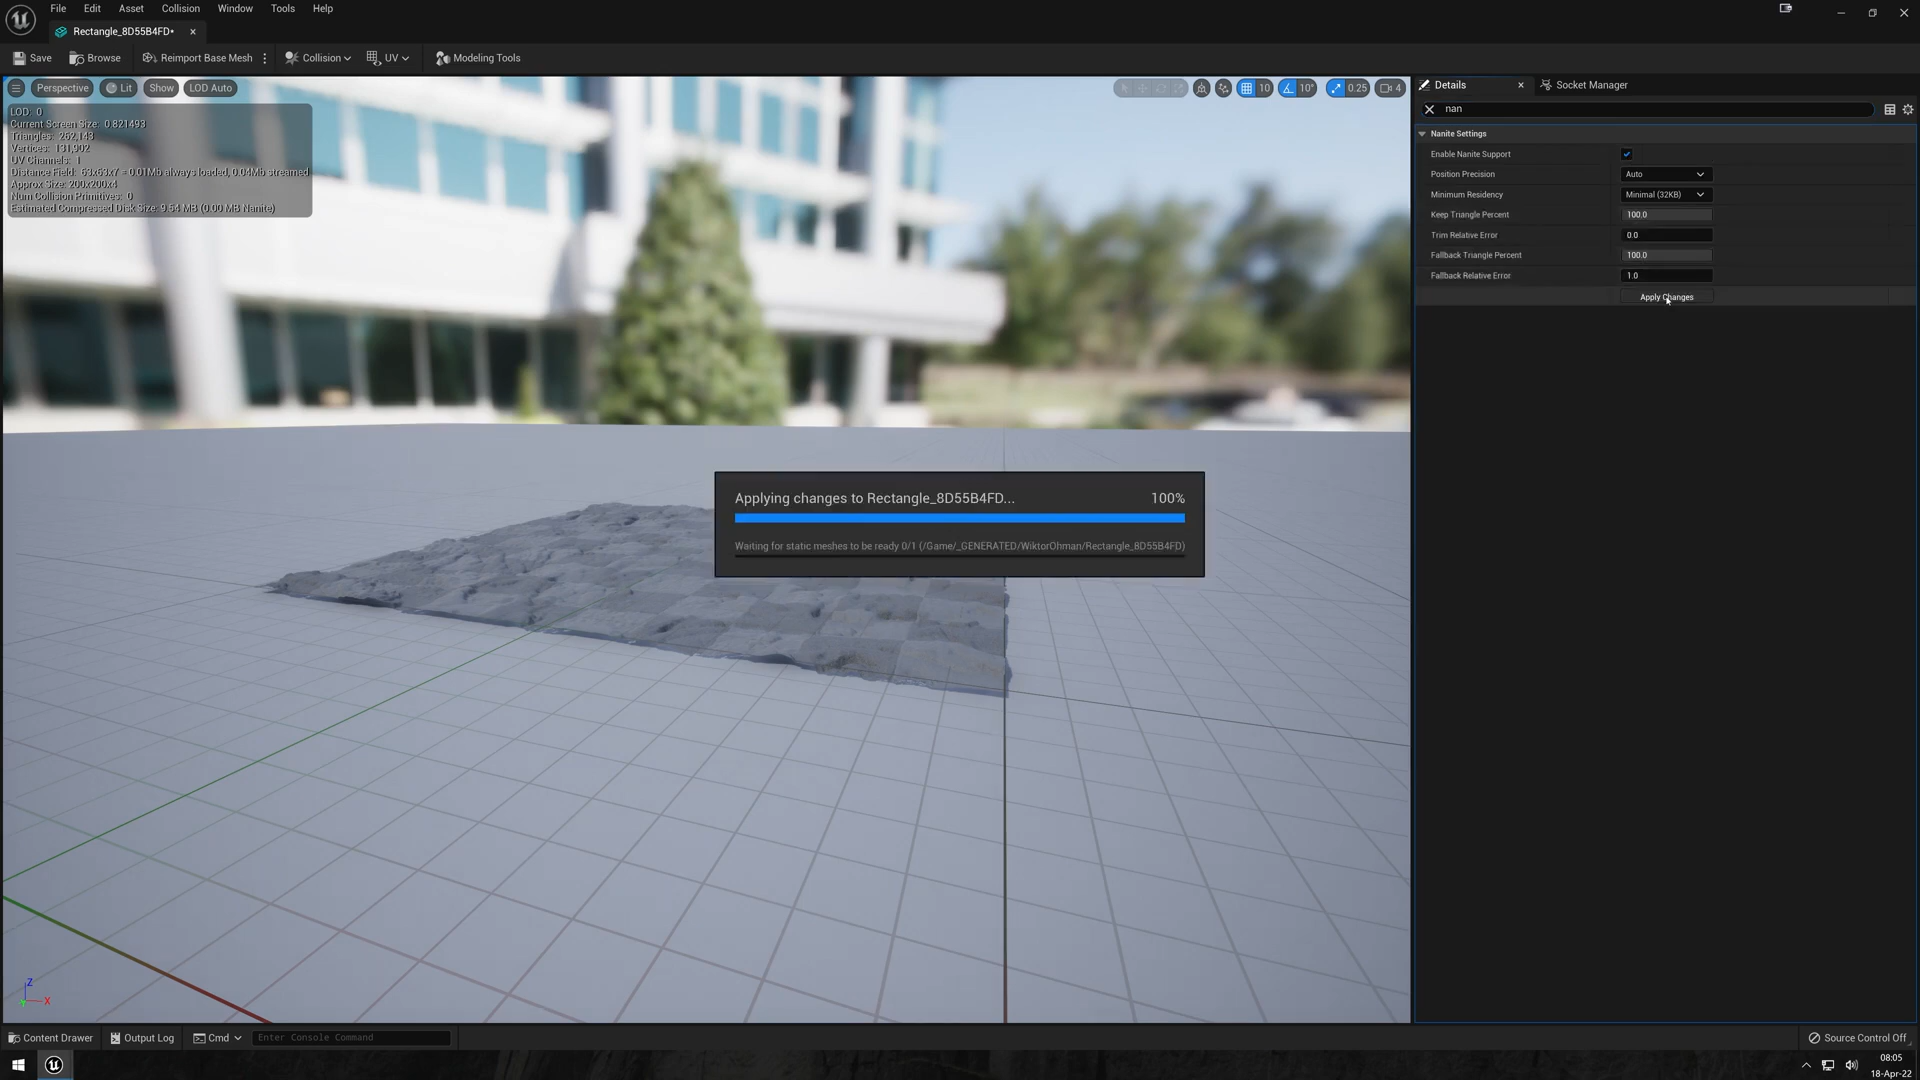 File Edit Asset Collision Window Tools Help
Rectangle_8D55B4FD*
Save Browse Reimport Base Mesh Collision UV Modeling Tools
Perspective Lit Show LOD Auto 10 10° 0.25 4
LOD: 0
Current Screen Size: 0.821493
Triangles: 262,143
Vertices: 131,902
UV Channels: 1
Distance Field: 63x63x7 = 0.01Mb always loaded, 0.04Mb streamed
Approx Size: 200x200x4
Num Collision Primitives: 0
Estimated Compressed Disk Size: 9.54 MB (0.00 MB Nanite)
Applying changes to Rectangle_8D55B4FD... 100%
Waiting for static meshes to be ready 0/1 (/Game/_GENERATED/WiktorOhman/Rectangle_8D55B4FD)
Z
Y
X
Details Socket Manager
nan
Nanite Settings
Enable Nanite Support
Position Precision Auto
Minimum Residency Minimal (32KB)
Keep Triangle Percent 100.0
Trim Relative Error 0.0
Fallback Triangle Percent 100.0
Fallback Relative Error 1.0
Apply Changes
Content Drawer Output Log Cmd Enter Console Command Source Control Off
08:05
18-Apr-22